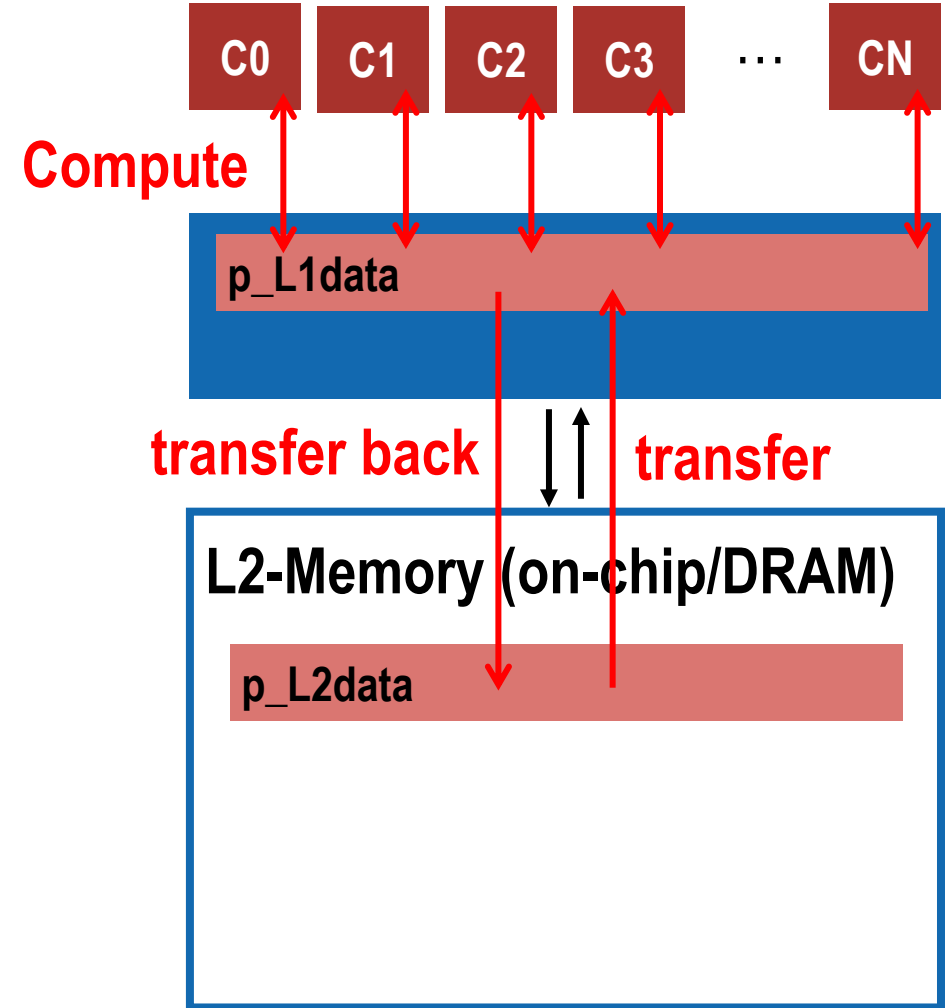 C0 C1 C2 C3 ... CN
Compute
p_L1data
transfer back transfer
L2-Memory (on-chip/DRAM)
p_L2data